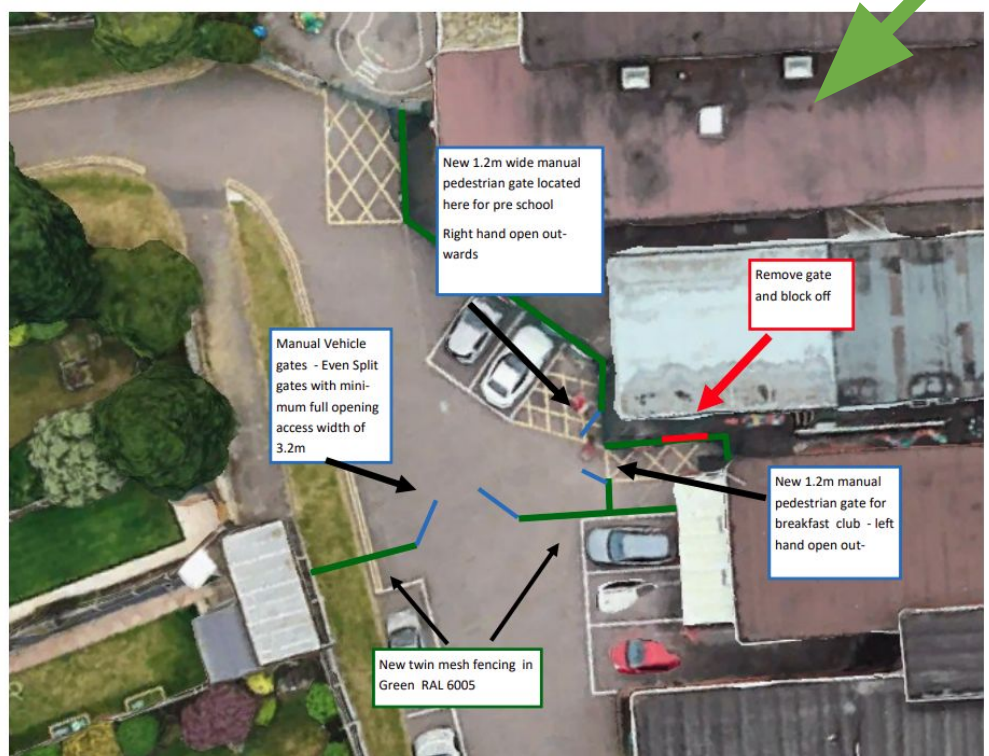 New 1.2m wide manual
pedestrian gate located
here for pre school
Right hand open out-
wards
Remove gate
and block off
Manual Vehicle
gates - Even Split
gates with mini-
mum full opening
access width of
3.2m
New 1.2m manual
pedestrian gate for
breakfast club - left
hand open out-
New twin mesh fencing in
Green RAL 6005